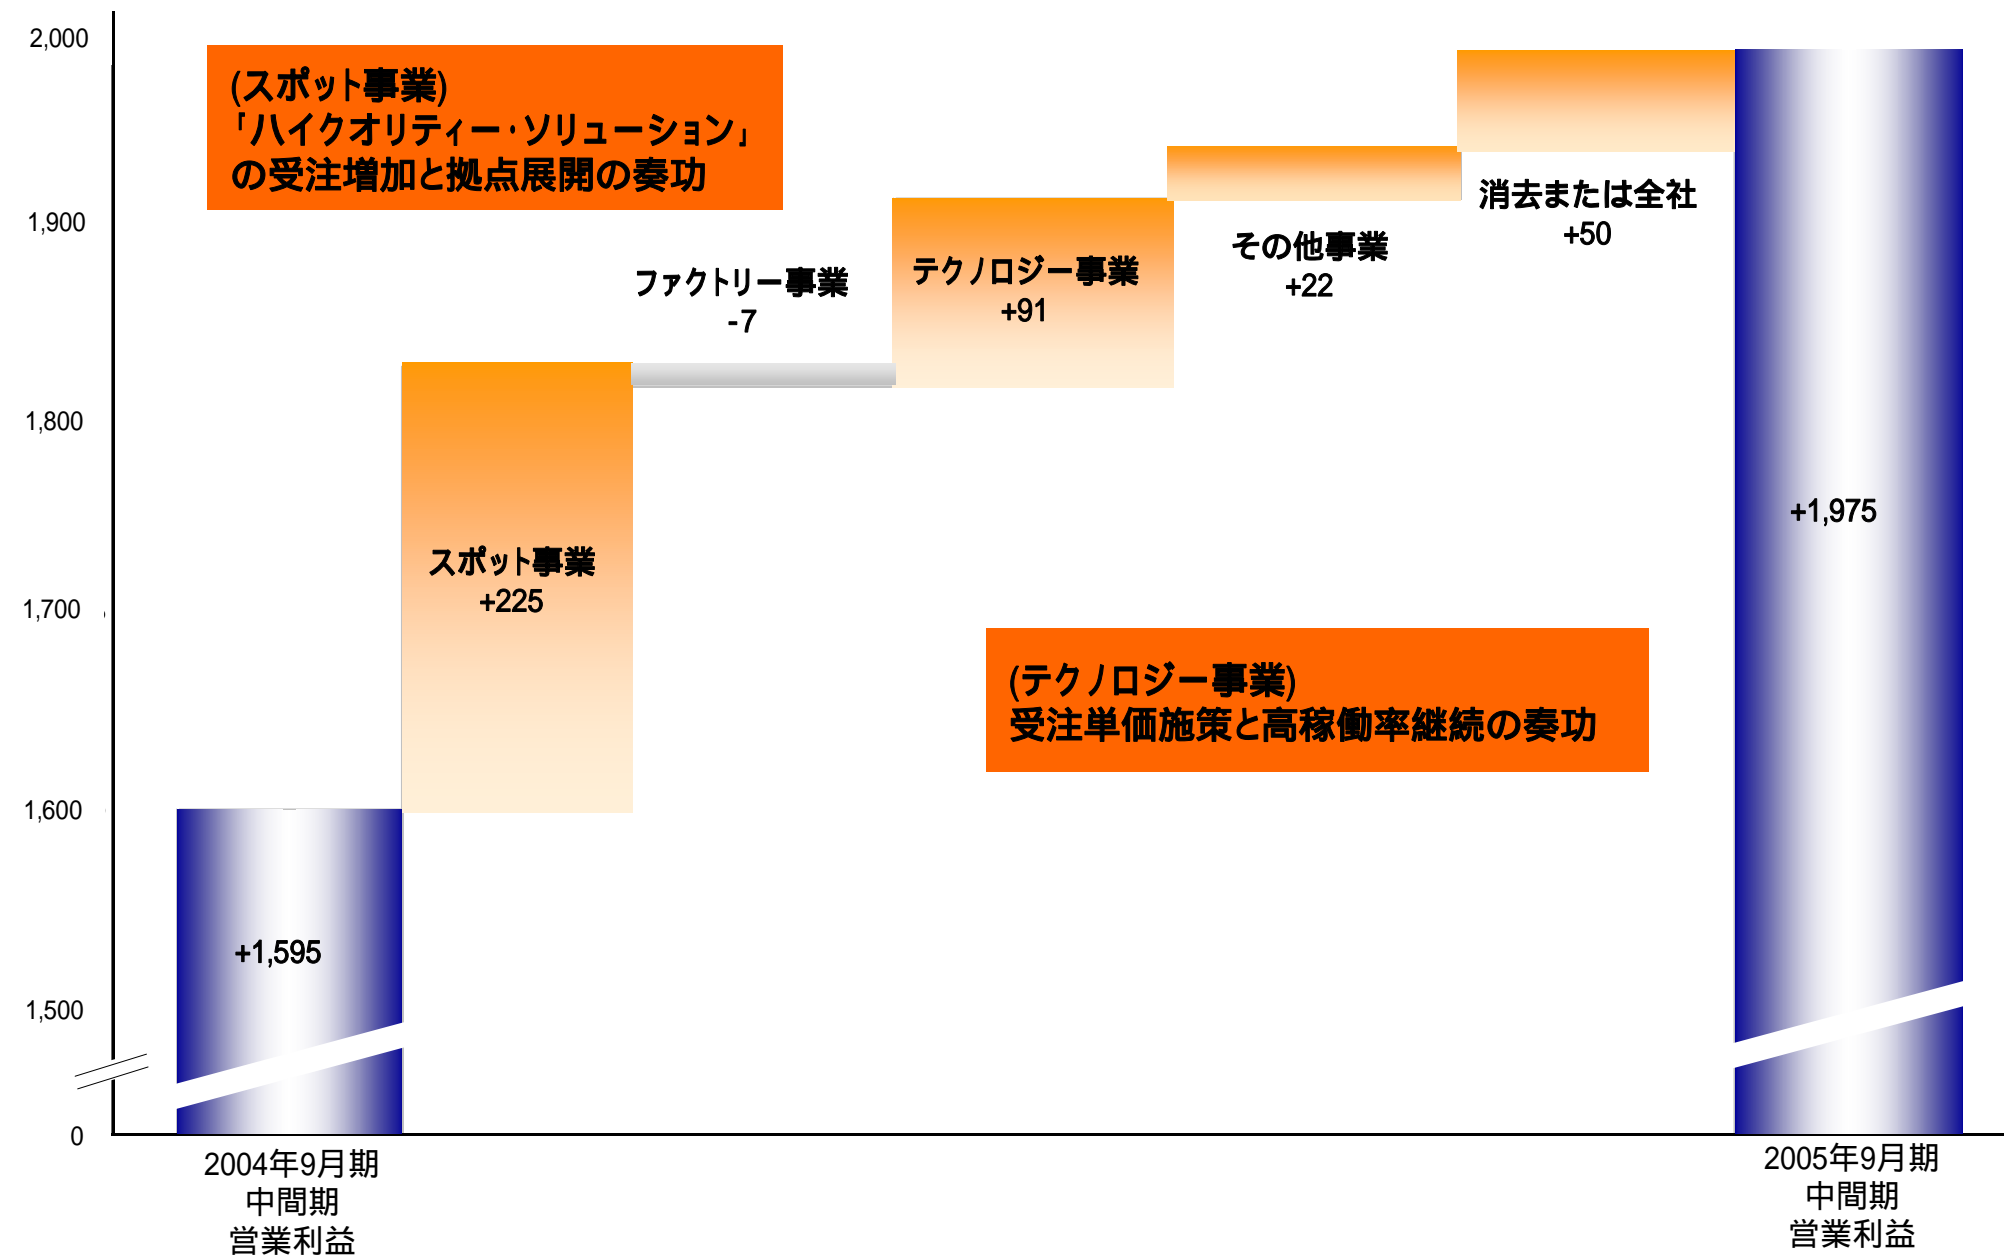 2,000
1,900
1,800
1,700
1,600
1,500
0
(スポット事業)
「ハイクオリティー・ソリューション」
の受注増加と拠点展開の奏功
ファクトリー事業
-7
テクノロジー事業
+91
その他事業
+22
消去または全社
+50
スポット事業
+225
+1,975
(テクノロジー事業)
受注単価施策と高稼働率継続の奏功
+1,595
2004年9月期
中間期
営業利益
2005年9月期
中間期
営業利益